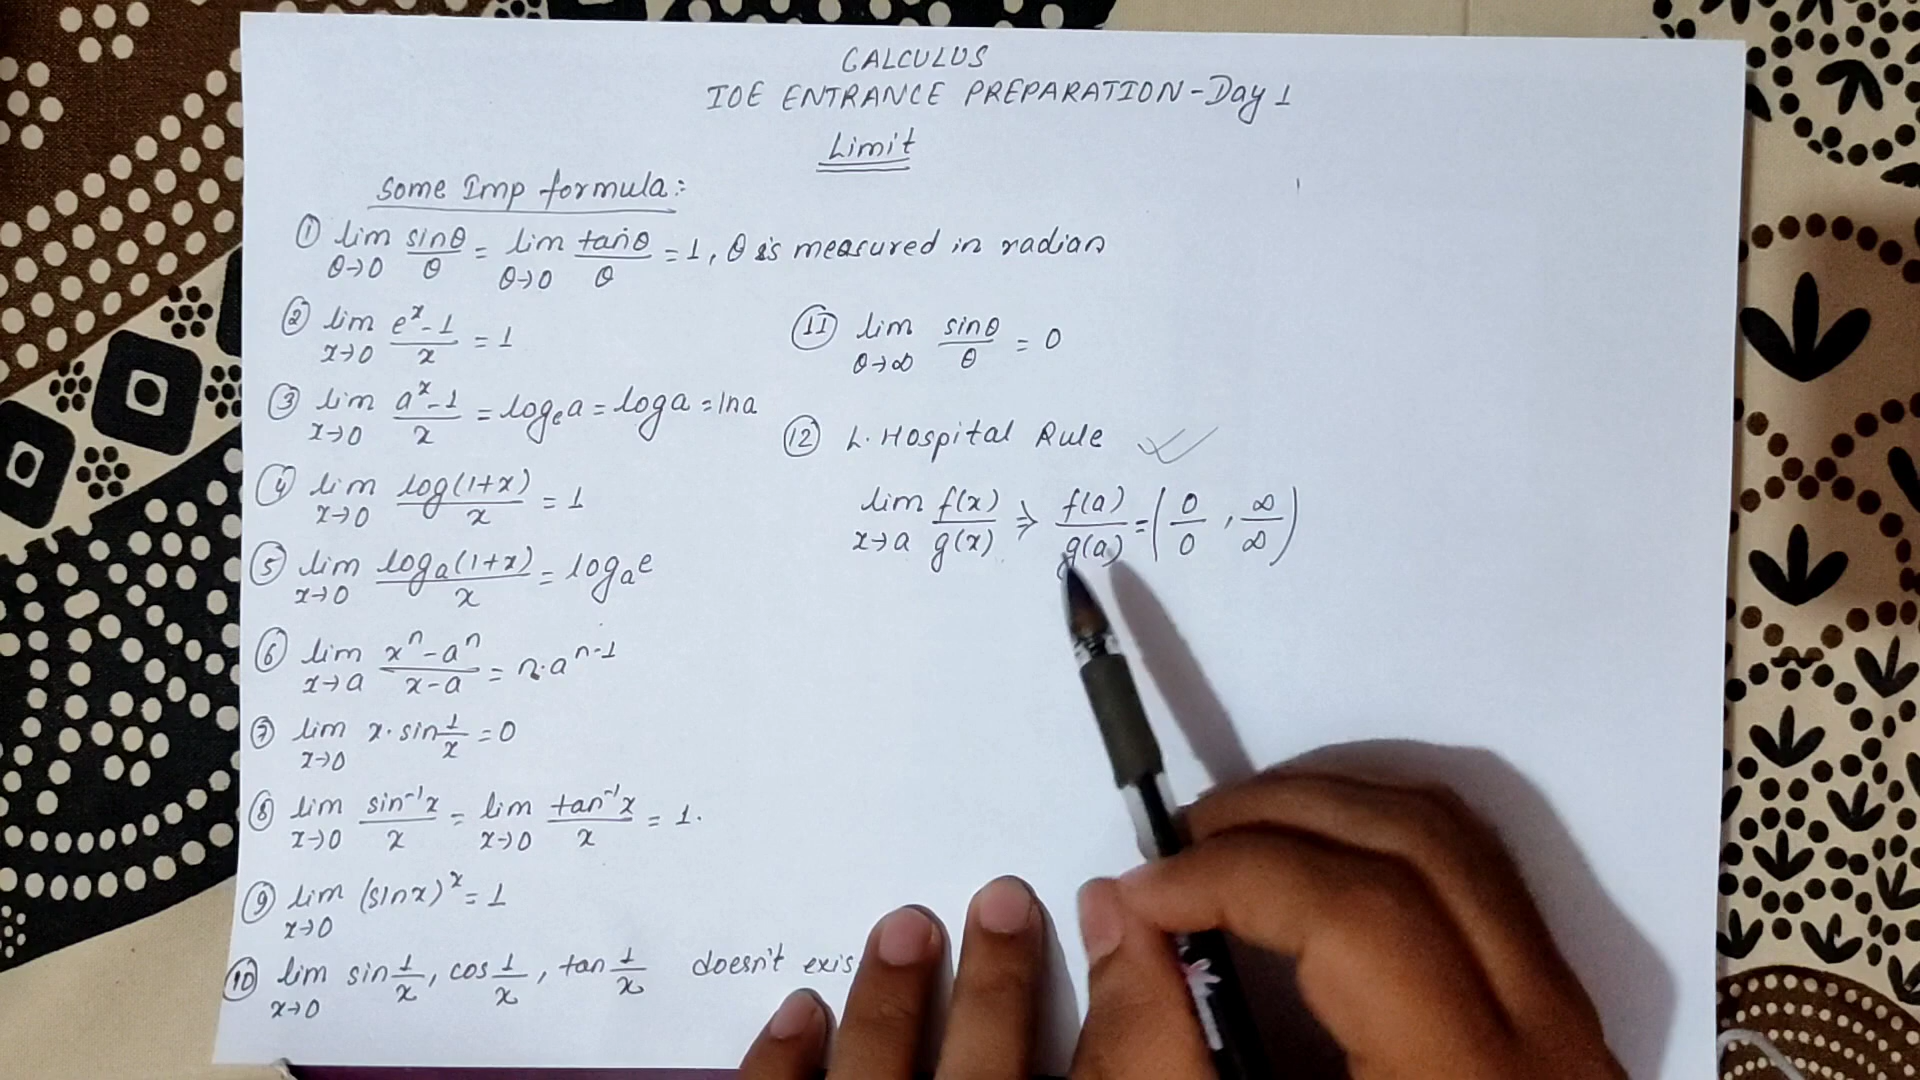 CALCULUS
IOE ENTRANCE PREPARATION-Day 1
Limit
Some Imp formula:
① lim θ→0 sinθ/θ = lim θ→0 tanθ/θ = 1, θ is measured in radian
② lim x→0 (e^x-1)/x = 1
③ lim x→0 (a^x-1)/x = log_e a = log a = ln a
④ lim x→0 log(1+x)/x = 1
⑤ lim x→0 log_a(1+x)/x = log_a e
⑥ lim x→a (x^n-a^n)/(x-a) = n.a^(n-1)
⑦ lim x→0 x.sin 1/x = 0
⑧ lim x→0 sin⁻¹x/x = lim x→0 tan⁻¹x/x = 1.
⑨ lim x→0 (sinx)^x = 1
⑩ lim x→0 sin 1/x, cos 1/x, tan 1/x doesn't exis
⑪ lim θ→∞ sinθ/θ = 0
⑫ L. Hospital Rule
lim x→a f(x)/g(x) ⇒ f(a)/g(a) = (0/0, ∞/∞)